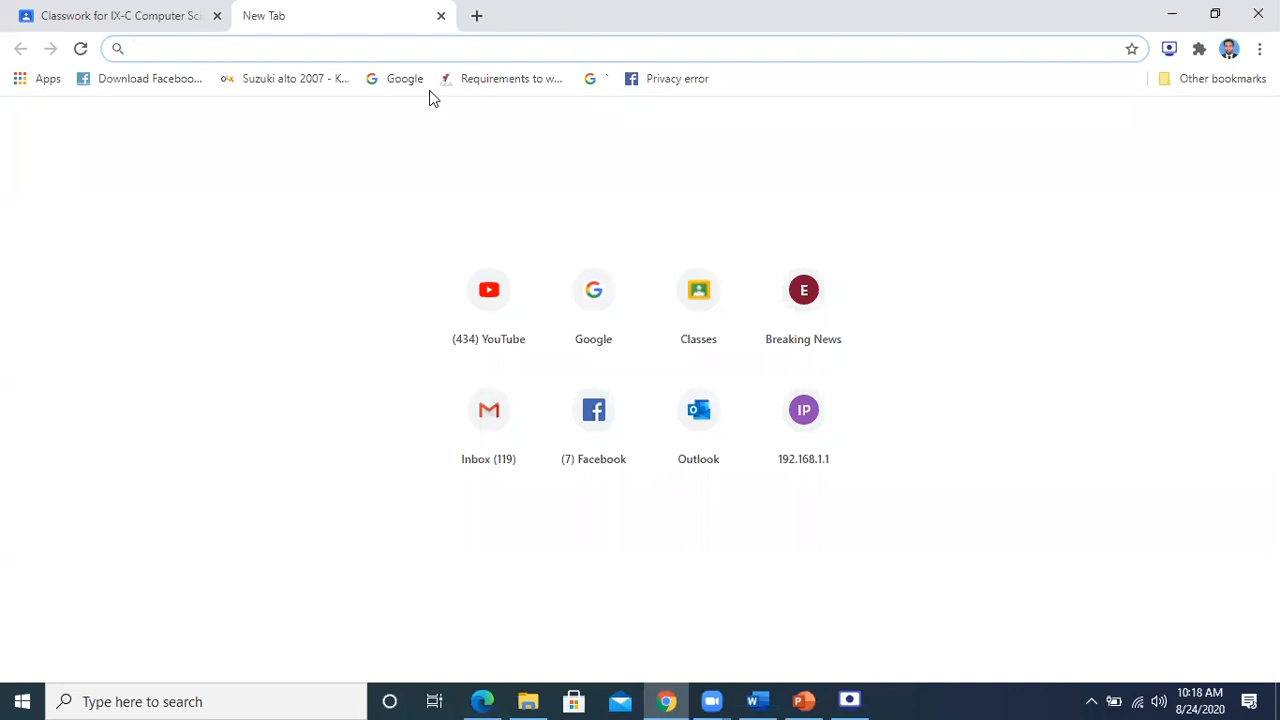 Classwork for IX-C Computer Sci
New Tab
Apps
Download Faceboo...
Suzuki alto 2007 - K...
Google
Requirements to w...
`
Privacy error
Other bookmarks
(434) YouTube
Google
Classes
E
Breaking News
Inbox (119)
(7) Facebook
Outlook
IP
192.168.1.1
Type here to search
10:18 AM
8/24/2020